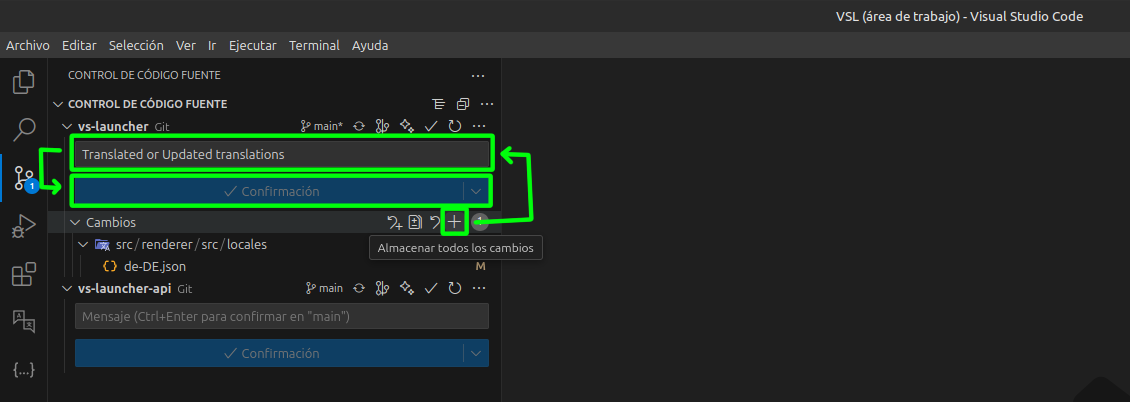 VSL (área de trabajo) - Visual Studio Code
Archivo Editar Selección Ver Ir Ejecutar Terminal Ayuda
CONTROL DE CÓDIGO FUENTE
CONTROL DE CÓDIGO FUENTE
vs-launcher Git main*
Translated or Updated translations
Confirmación
1
Cambios 1
src/renderer/src/locales
Almacenar todos los cambios
{} de-DE.json M
vs-launcher-api Git main
Mensaje (Ctrl+Enter para confirmar en "main")
Confirmación
{...}